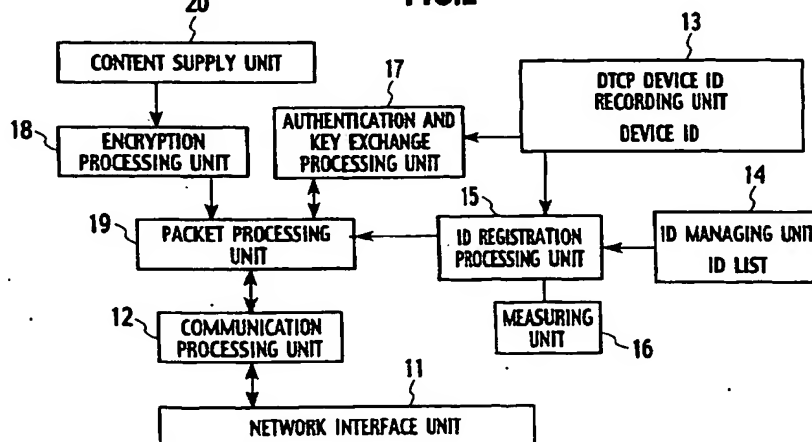 20
CONTENT SUPPLY UNIT
18
ENCRYPTION
PROCESSING UNIT
17
AUTHENTICATION AND
KEY EXCHANGE
PROCESSING UNIT
13
DTCP DEVICE ID
RECORDING UNIT
DEVICE ID
19
PACKET PROCESSING
UNIT
15
ID REGISTRATION
PROCESSING UNIT
14
ID MANAGING UNIT
ID LIST
12
COMMUNICATION
PROCESSING UNIT
MEASURING
UNIT
16
11
NETWORK INTERFACE UNIT